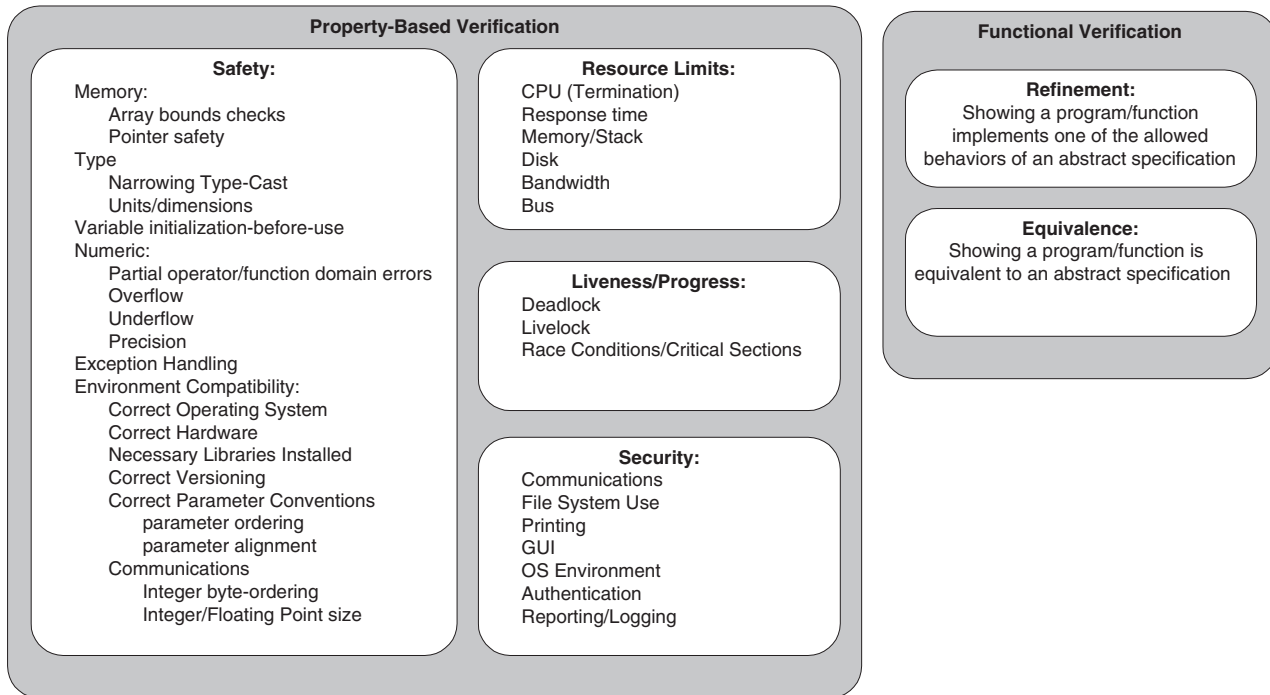 Property-Based Verification
Safety:
Memory:
Array bounds checks
Pointer safety
Type
Narrowing Type-Cast
Units/dimensions
Variable initialization-before-use
Numeric:
Partial operator/function domain errors
Overflow
Underflow
Precision
Exception Handling
Environment Compatibility:
Correct Operating System
Correct Hardware
Necessary Libraries Installed
Correct Versioning
Correct Parameter Conventions
parameter ordering
parameter alignment
Communications
Integer byte-ordering
Integer/Floating Point size
Resource Limits:
CPU (Termination)
Response time
Memory/Stack
Disk
Bandwidth
Bus
Liveness/Progress:
Deadlock
Livelock
Race Conditions/Critical Sections
Security:
Communications
File System Use
Printing
GUI
OS Environment
Authentication
Reporting/Logging
Functional Verification
Refinement:
Showing a program/function
implements one of the allowed
behaviors of an abstract specification
Equivalence:
Showing a program/function is
equivalent to an abstract specification